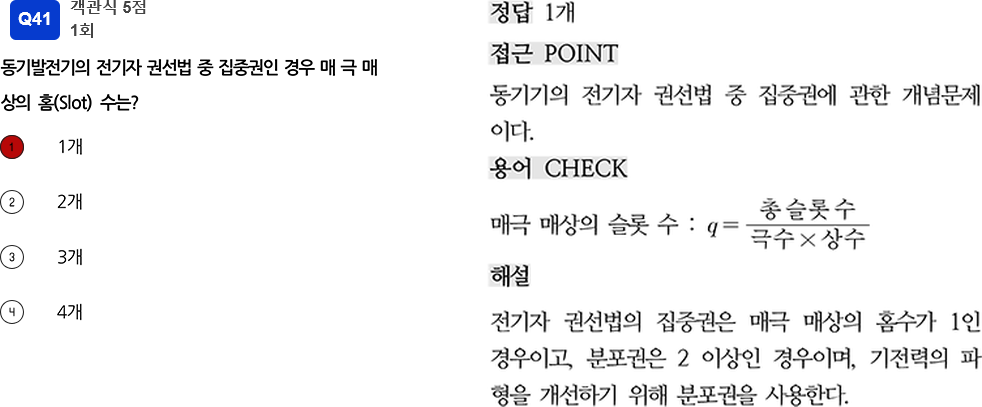 Q41
객관식 5점
1회
동기발전기의 전기자 권선법 중 집중권인 경우 매 극 매
상의 홈(Slot) 수는?
1 1개
2 2개
3 3개
4 4개
정답 1개
접근 POINT
동기기의 전기자 권선법 중 집중권에 관한 개념문제
이다.
용어 CHECK
매극 매상의 슬롯 수 : q = 총 슬롯 수 / 극수 × 상수
해설
전기자 권선법의 집중권은 매극 매상의 홈수가 1인
경우이고, 분포권은 2 이상인 경우이며, 기전력의 파
형을 개선하기 위해 분포권을 사용한다.